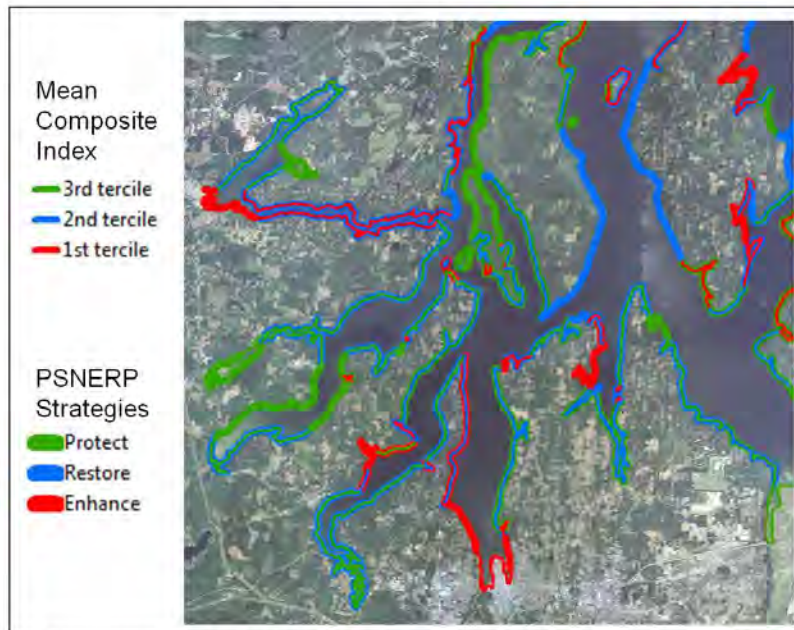 Mean
Composite
Index
3rd tercile
2nd tercile
1st tercile
PSNERP
Strategies
Protect
Restore
Enhance